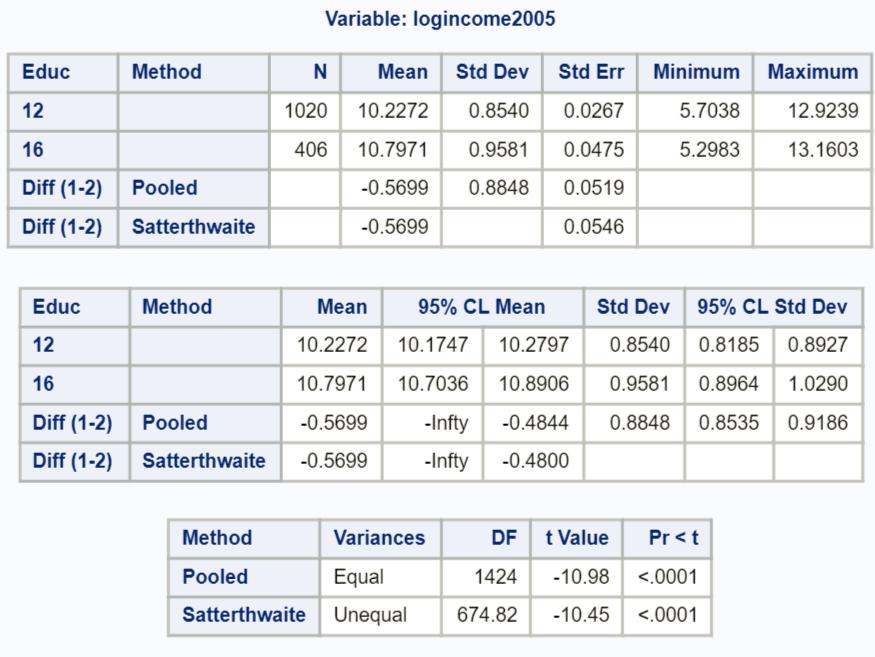 Variable: logincome2005
Educ Method N Mean Std Dev Std Err Minimum Maximum
12 1020 10.2272 0.8540 0.0267 5.7038 12.9239
16 406 10.7971 0.9581 0.0475 5.2983 13.1603
Diff (1-2) Pooled -0.5699 0.8848 0.0519
Diff (1-2) Satterthwaite -0.5699 0.0546
Educ Method Mean 95% CL Mean Std Dev 95% CL Std Dev
12 10.2272 10.1747 10.2797 0.8540 0.8185 0.8927
16 10.7971 10.7036 10.8906 0.9581 0.8964 1.0290
Diff (1-2) Pooled -0.5699 -Infty -0.4844 0.8848 0.8535 0.9186
Diff (1-2) Satterthwaite -0.5699 -Infty -0.4800
Method Variances DF t Value Pr < t
Pooled Equal 1424 -10.98 <.0001
Satterthwaite Unequal 674.82 -10.45 <.0001